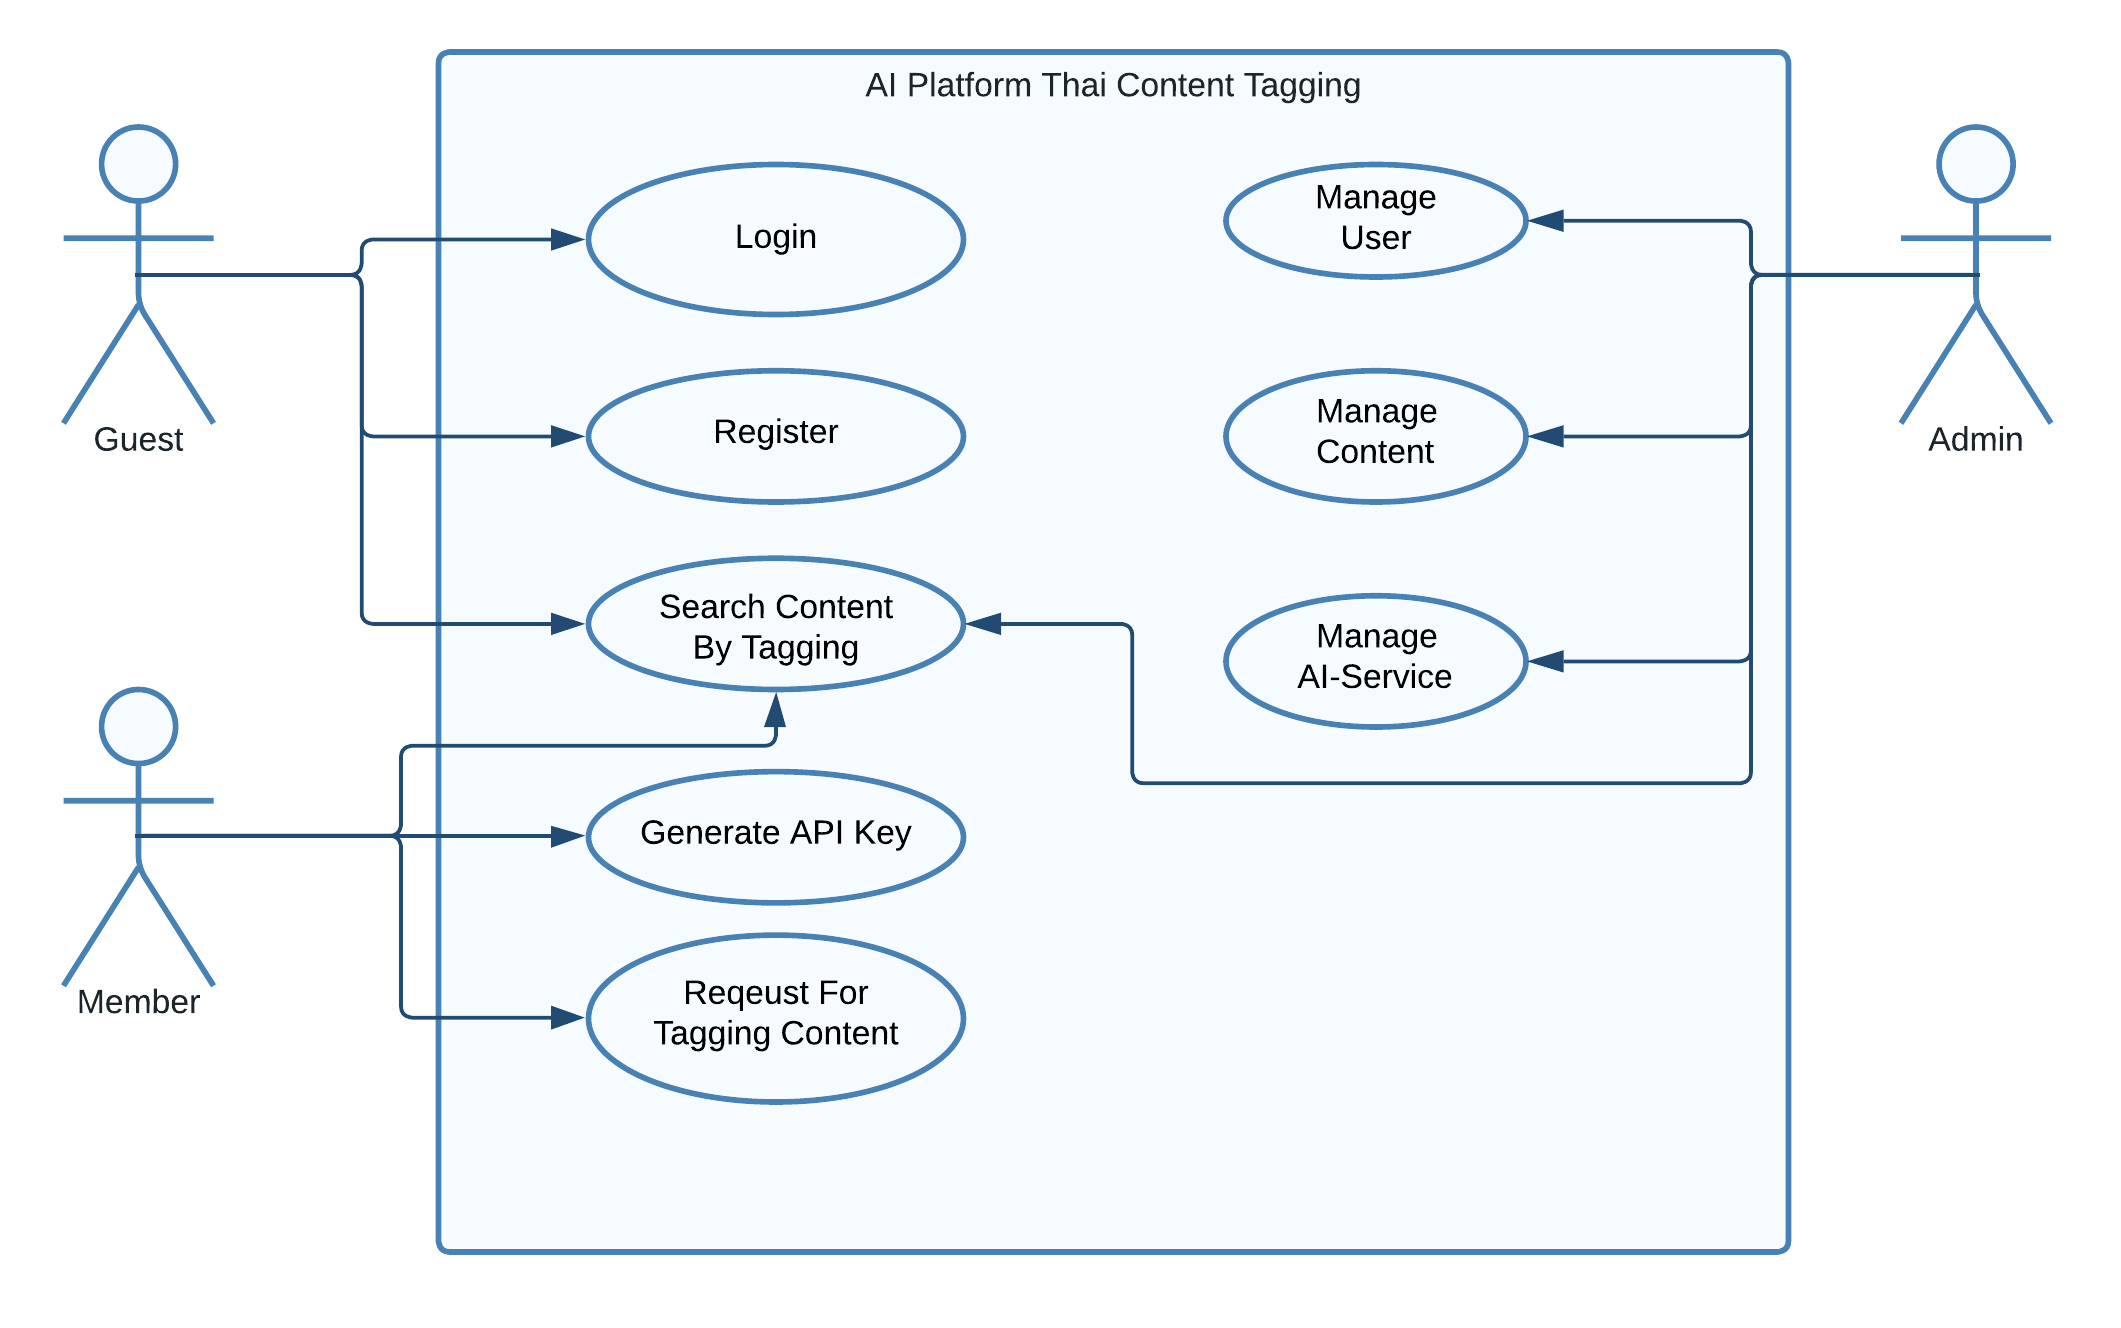 AI Platform Thai Content Tagging
Guest
Login
Register
Search Content
By Tagging
Member
Generate API Key
Reqeust For
Tagging Content
Manage
User
Manage
Content
Manage
AI-Service
Admin